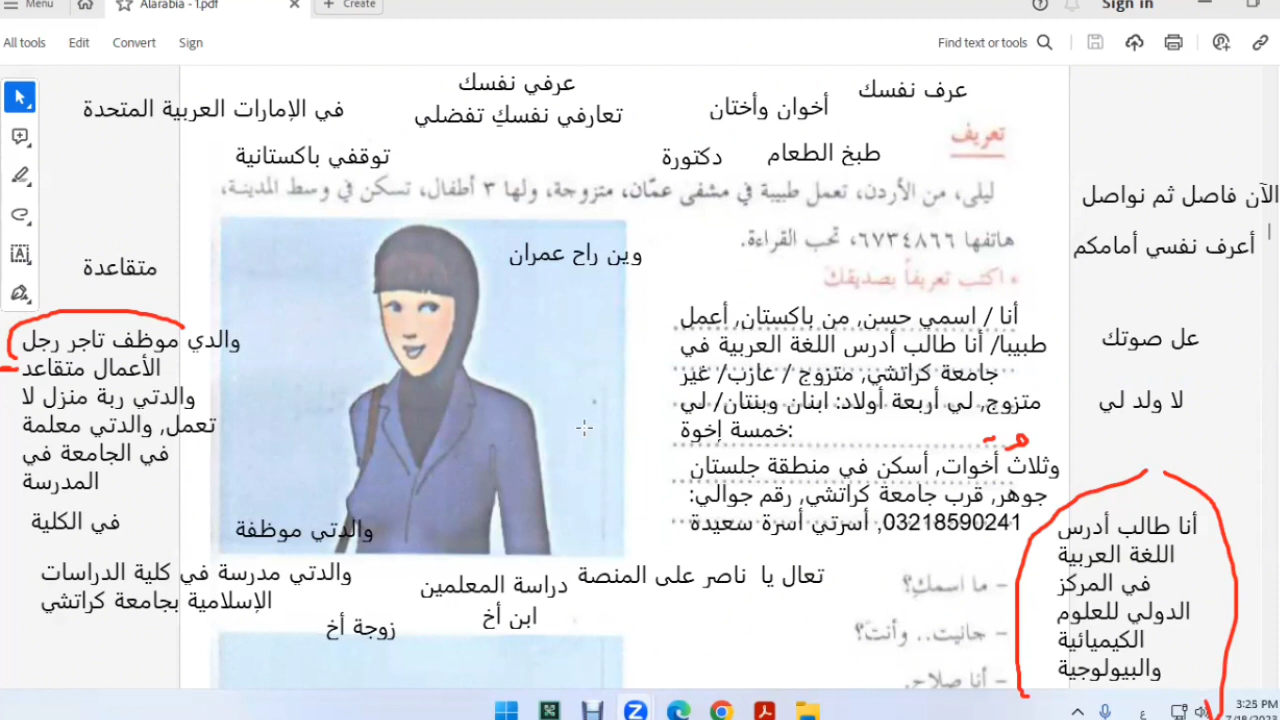 Menu
Alarabia - 1.pdf
Create
Sign in
All tools
Edit
Convert
Sign
Find text or tools
عرفي نفسك
عرف نفسك
في الإمارات العربية المتحدة
تعارفي نفسكِ تفضلي
أخوان وأختان
تعريف
توقفي باكستانية
دكتورة
طبخ الطعام
ليلى، من الأردن، تعمل طبيبة في مشفى عمّان، متزوجة، ولها ٣ أطفال، تسكن في وسط المدينة،
هاتفها ٦٧٣٤٨٦٦، تحب القراءة.
• اكتب تعريفاً بصديقك
الآن فاصل ثم نواصل
أعرف نفسي أمامكم
وين راح عمران
متقاعدة
عل صوتك
لا ولد لي
أنا / اسمي حسن, من باكستان, أعمل
طبيبا/ أنا طالب أدرس اللغة العربية في
جامعة كراتشي, متزوج / عازب/ غير
متزوج, لي أربعة أولاد: ابنان وبنتان/ لي
خمسة إخوة:
وثلاث أخوات, أسكن في منطقة جلستان
جوهر, قرب جامعة كراتشي, رقم جوالي:
03218590241, أسرتي أسرة سعيدة
والدي موظف تاجر رجل
الأعمال متقاعد
والدتي ربة منزل لا
تعمل, والدتي معلمة
في الجامعة في
المدرسة
في الكلية
والدتي موظفة
والدتي مدرسة في كلية الدراسات
الإسلامية بجامعة كراتشي
دراسة المعلمين
تعال يا ناصر على المنصة
ابن أخ
زوجة أخ
– ما اسمكِ؟
– جانيت.. وأنتَ؟
– أنا صلاح.
أنا طالب أدرس
اللغة العربية
في المركز
الدولي للعلوم
الكيميائية
والبيولوجية
ع
3:25 PM